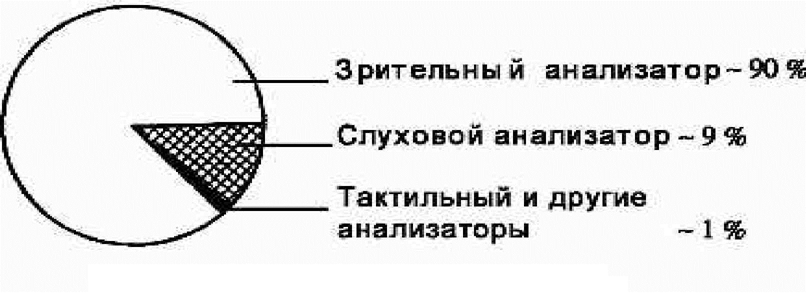 Зрительный анализатор ~ 90 %
Слуховой анализатор ~ 9 %
Тактильный и другие
анализаторы ~ 1 %